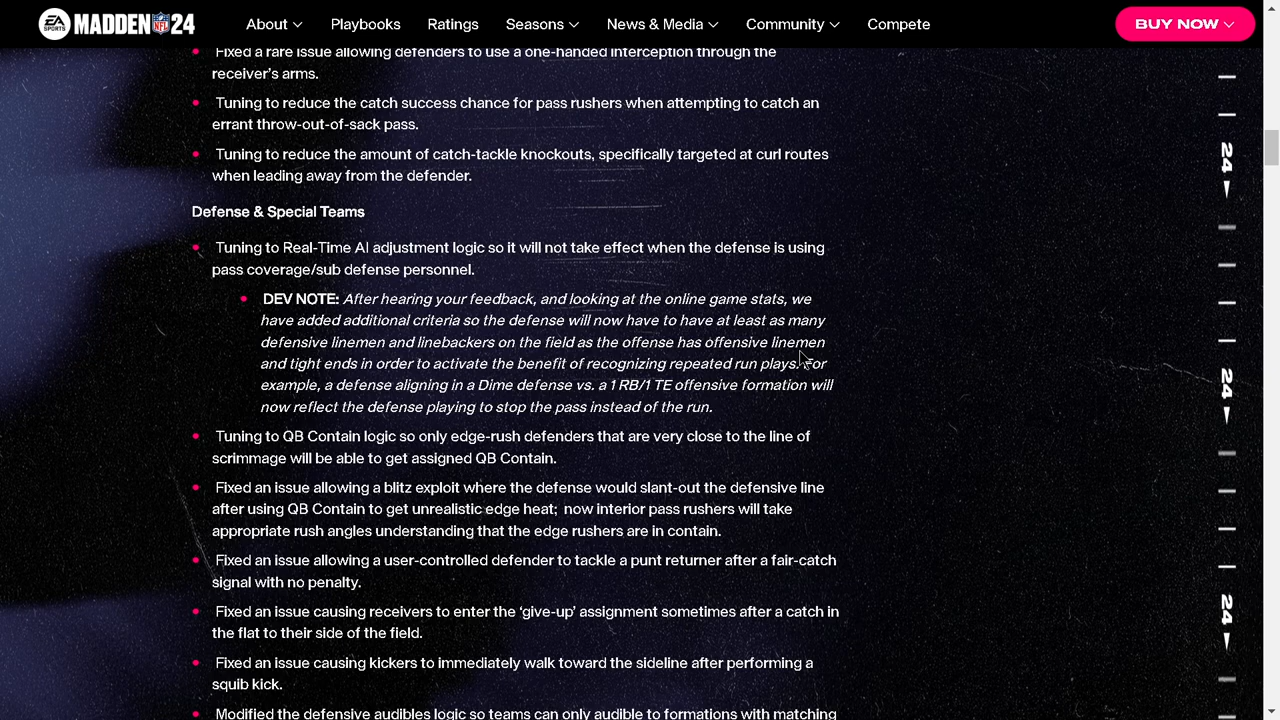 EA SPORTS MADDEN NFL 24
About Playbooks Ratings Seasons News & Media Community Compete BUY NOW
Fixed a rare issue allowing defenders to use a one-handed interception through the
receiver's arms.
Tuning to reduce the catch success chance for pass rushers when attempting to catch an
errant throw-out-of-sack pass.
Tuning to reduce the amount of catch-tackle knockouts, specifically targeted at curl routes
when leading away from the defender.
Defense & Special Teams
Tuning to Real-Time AI adjustment logic so it will not take effect when the defense is using
pass coverage/sub defense personnel.
DEV NOTE: After hearing your feedback, and looking at the online game stats, we
have added additional criteria so the defense will now have to have at least as many
defensive linemen and linebackers on the field as the offense has offensive linemen
and tight ends in order to activate the benefit of recognizing repeated run plays. For
example, a defense aligning in a Dime defense vs. a 1 RB/1 TE offensive formation will
now reflect the defense playing to stop the pass instead of the run.
Tuning to QB Contain logic so only edge-rush defenders that are very close to the line of
scrimmage will be able to get assigned QB Contain.
Fixed an issue allowing a blitz exploit where the defense would slant-out the defensive line
after using QB Contain to get unrealistic edge heat; now interior pass rushers will take
appropriate rush angles understanding that the edge rushers are in contain.
Fixed an issue allowing a user-controlled defender to tackle a punt returner after a fair-catch
signal with no penalty.
Fixed an issue causing receivers to enter the 'give-up' assignment sometimes after a catch in
the flat to their side of the field.
Fixed an issue causing kickers to immediately walk toward the sideline after performing a
squib kick.
Modified the defensive audibles logic so teams can only audible to formations with matching
24
24
24